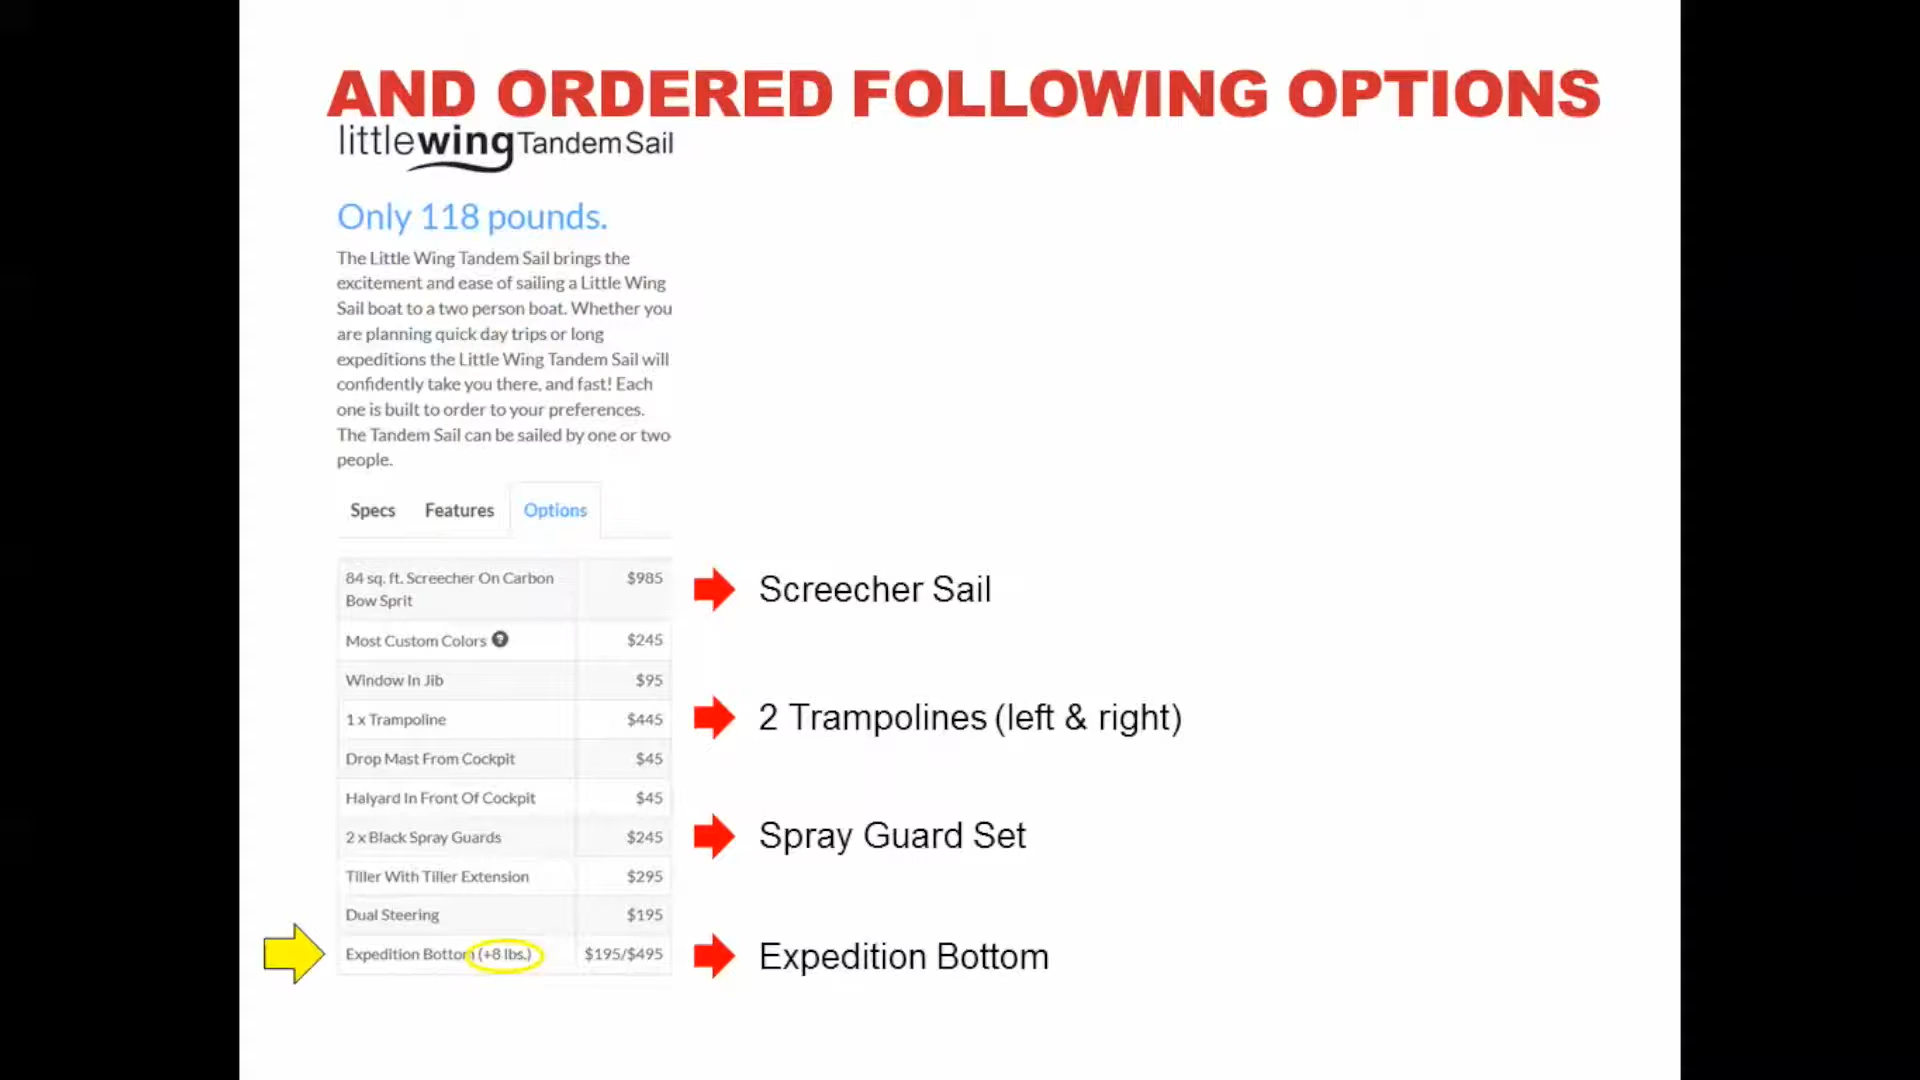 AND ORDERED FOLLOWING OPTIONS
littlewing Tandem Sail
Only 118 pounds.
The Little Wing Tandem Sail brings the
excitement and ease of sailing a Little Wing
Sail boat to a two person boat. Whether you
are planning quick day trips or long
expeditions the Little Wing Tandem Sail will
confidently take you there, and fast! Each
one is built to order to your preferences.
The Tandem Sail can be sailed by one or two
people.
Specs Features Options
84 sq. ft. Screecher On Carbon $985
Bow Sprit
Screecher Sail
Most Custom Colors ? $245
Window In Jib $95
1 x Trampoline $445 2 Trampolines (left & right)
Drop Mast From Cockpit $45
Halyard In Front Of Cockpit $45
2 x Black Spray Guards $245 Spray Guard Set
Tiller With Tiller Extension $295
Dual Steering $195
Expedition Bottom (+8 lbs.) $195/$495 Expedition Bottom